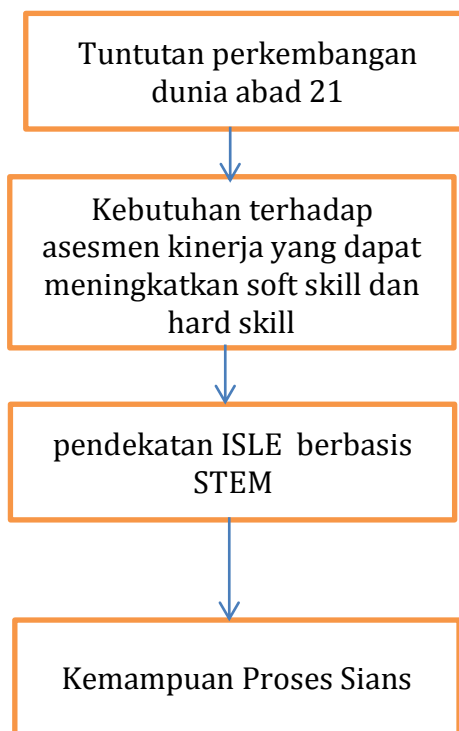 Tuntutan perkembangan
dunia abad 21
Kebutuhan terhadap
asesmen kinerja yang dapat
meningkatkan soft skill dan
hard skill
pendekatan ISLE berbasis
STEM
Kemampuan Proses Sians